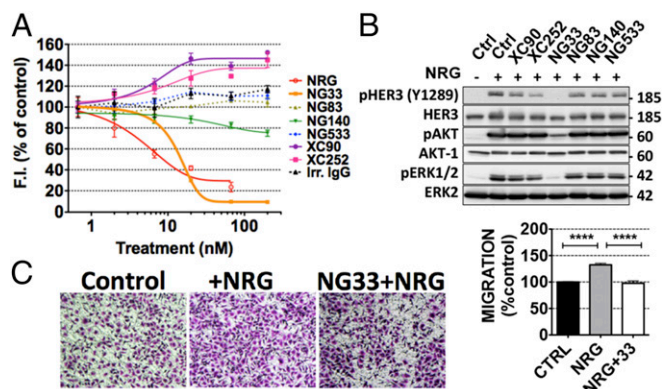 A
F.I. (% of control)
160
140
120
100
80
60
40
20
0
1
10
100
Treatment (nM)
NRG
NG33
NG83
NG140
NG533
XC90
XC252
Irr. IgG
B
Ctrl
Ctrl
XC90
XC252
NG33
NG83
NG140
NG533
NRG - + + + + + + +
pHER3 (Y1289) 185
HER3 185
pAKT 60
AKT-1 60
pERK1/2 42
ERK2 42
C
Control
+NRG
NG33+NRG
MIGRATION
(%control)
200
150
100
50
0
**** ****
CTRL
NRG
NRG+33